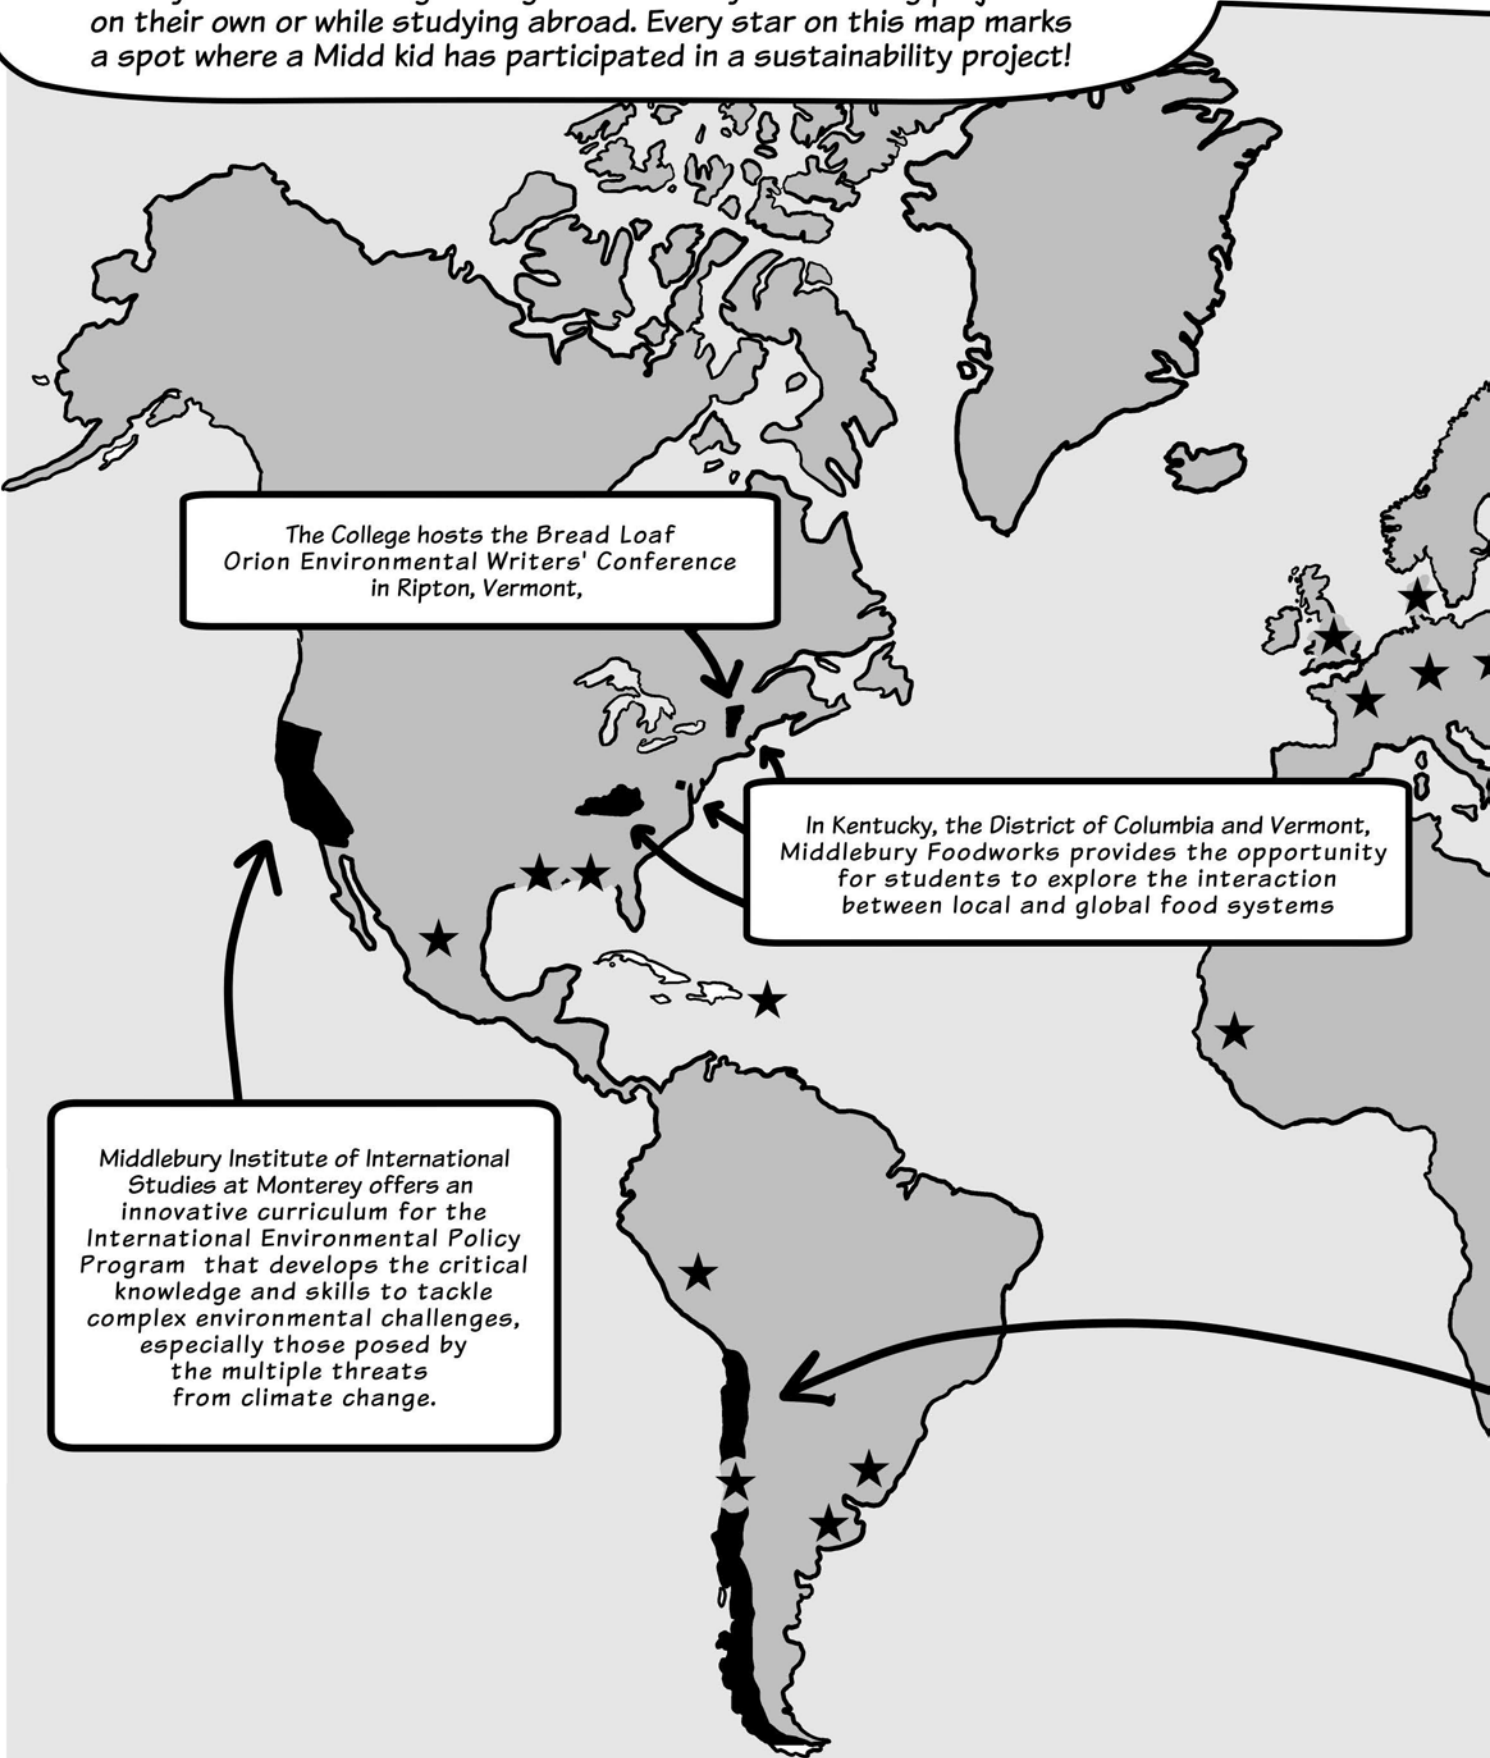 on their own or while studying abroad. Every star on this map marks
a spot where a Midd kid has participated in a sustainability project!
The College hosts the Bread Loaf
Orion Environmental Writers' Conference
in Ripton, Vermont,
In Kentucky, the District of Columbia and Vermont,
Middlebury Foodworks provides the opportunity
for students to explore the interaction
between local and global food systems
Middlebury Institute of International
Studies at Monterey offers an
innovative curriculum for the
International Environmental Policy
Program that develops the critical
knowledge and skills to tackle
complex environmental challenges,
especially those posed by
the multiple threats
from climate change.